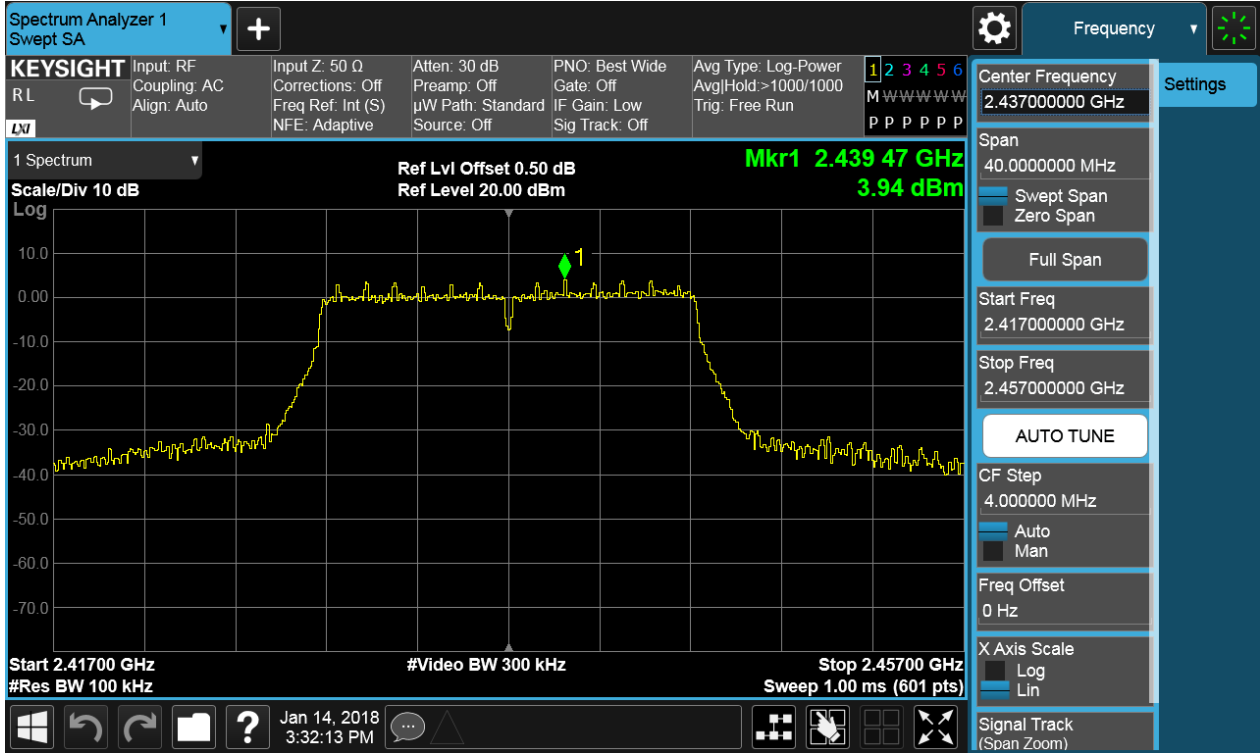 Spectrum Analyzer 1
Swept SA
Frequency
KEYSIGHT
RL
LXI
Input: RF
Coupling: AC
Align: Auto
Input Z: 50 Ω
Corrections: Off
Freq Ref: Int (S)
NFE: Adaptive
Atten: 30 dB
Preamp: Off
µW Path: Standard
Source: Off
PNO: Best Wide
Gate: Off
IF Gain: Low
Sig Track: Off
Avg Type: Log-Power
Avg|Hold:>1000/1000
Trig: Free Run
1 2 3 4 5 6
M W W W W W
P P P P P P
1 Spectrum
Scale/Div 10 dB
Log
Ref Lvl Offset 0.50 dB
Ref Level 20.00 dBm
Mkr1 2.439 47 GHz
3.94 dBm
1
10.0
0.00
-10.0
-20.0
-30.0
-40.0
-50.0
-60.0
-70.0
Start 2.41700 GHz
#Video BW 300 kHz
Stop 2.45700 GHz
#Res BW 100 kHz
Sweep 1.00 ms (601 pts)
Jan 14, 2018
3:32:13 PM
Center Frequency
2.437000000 GHz
Settings
Span
40.0000000 MHz
Swept Span
Zero Span
Full Span
Start Freq
2.417000000 GHz
Stop Freq
2.457000000 GHz
AUTO TUNE
CF Step
4.000000 MHz
Auto
Man
Freq Offset
0 Hz
X Axis Scale
Log
Lin
Signal Track
(Span Zoom)